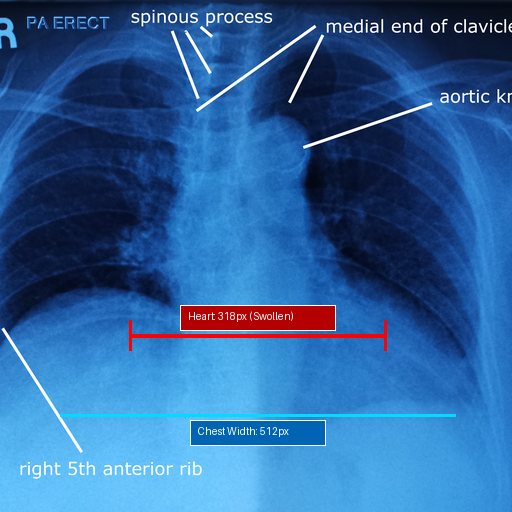 R PA ERECT
spinous process
medial end of clavicle
aortic kn
Heart: 318px (Swollen)
Chest Width: 512px
right 5th anterior rib